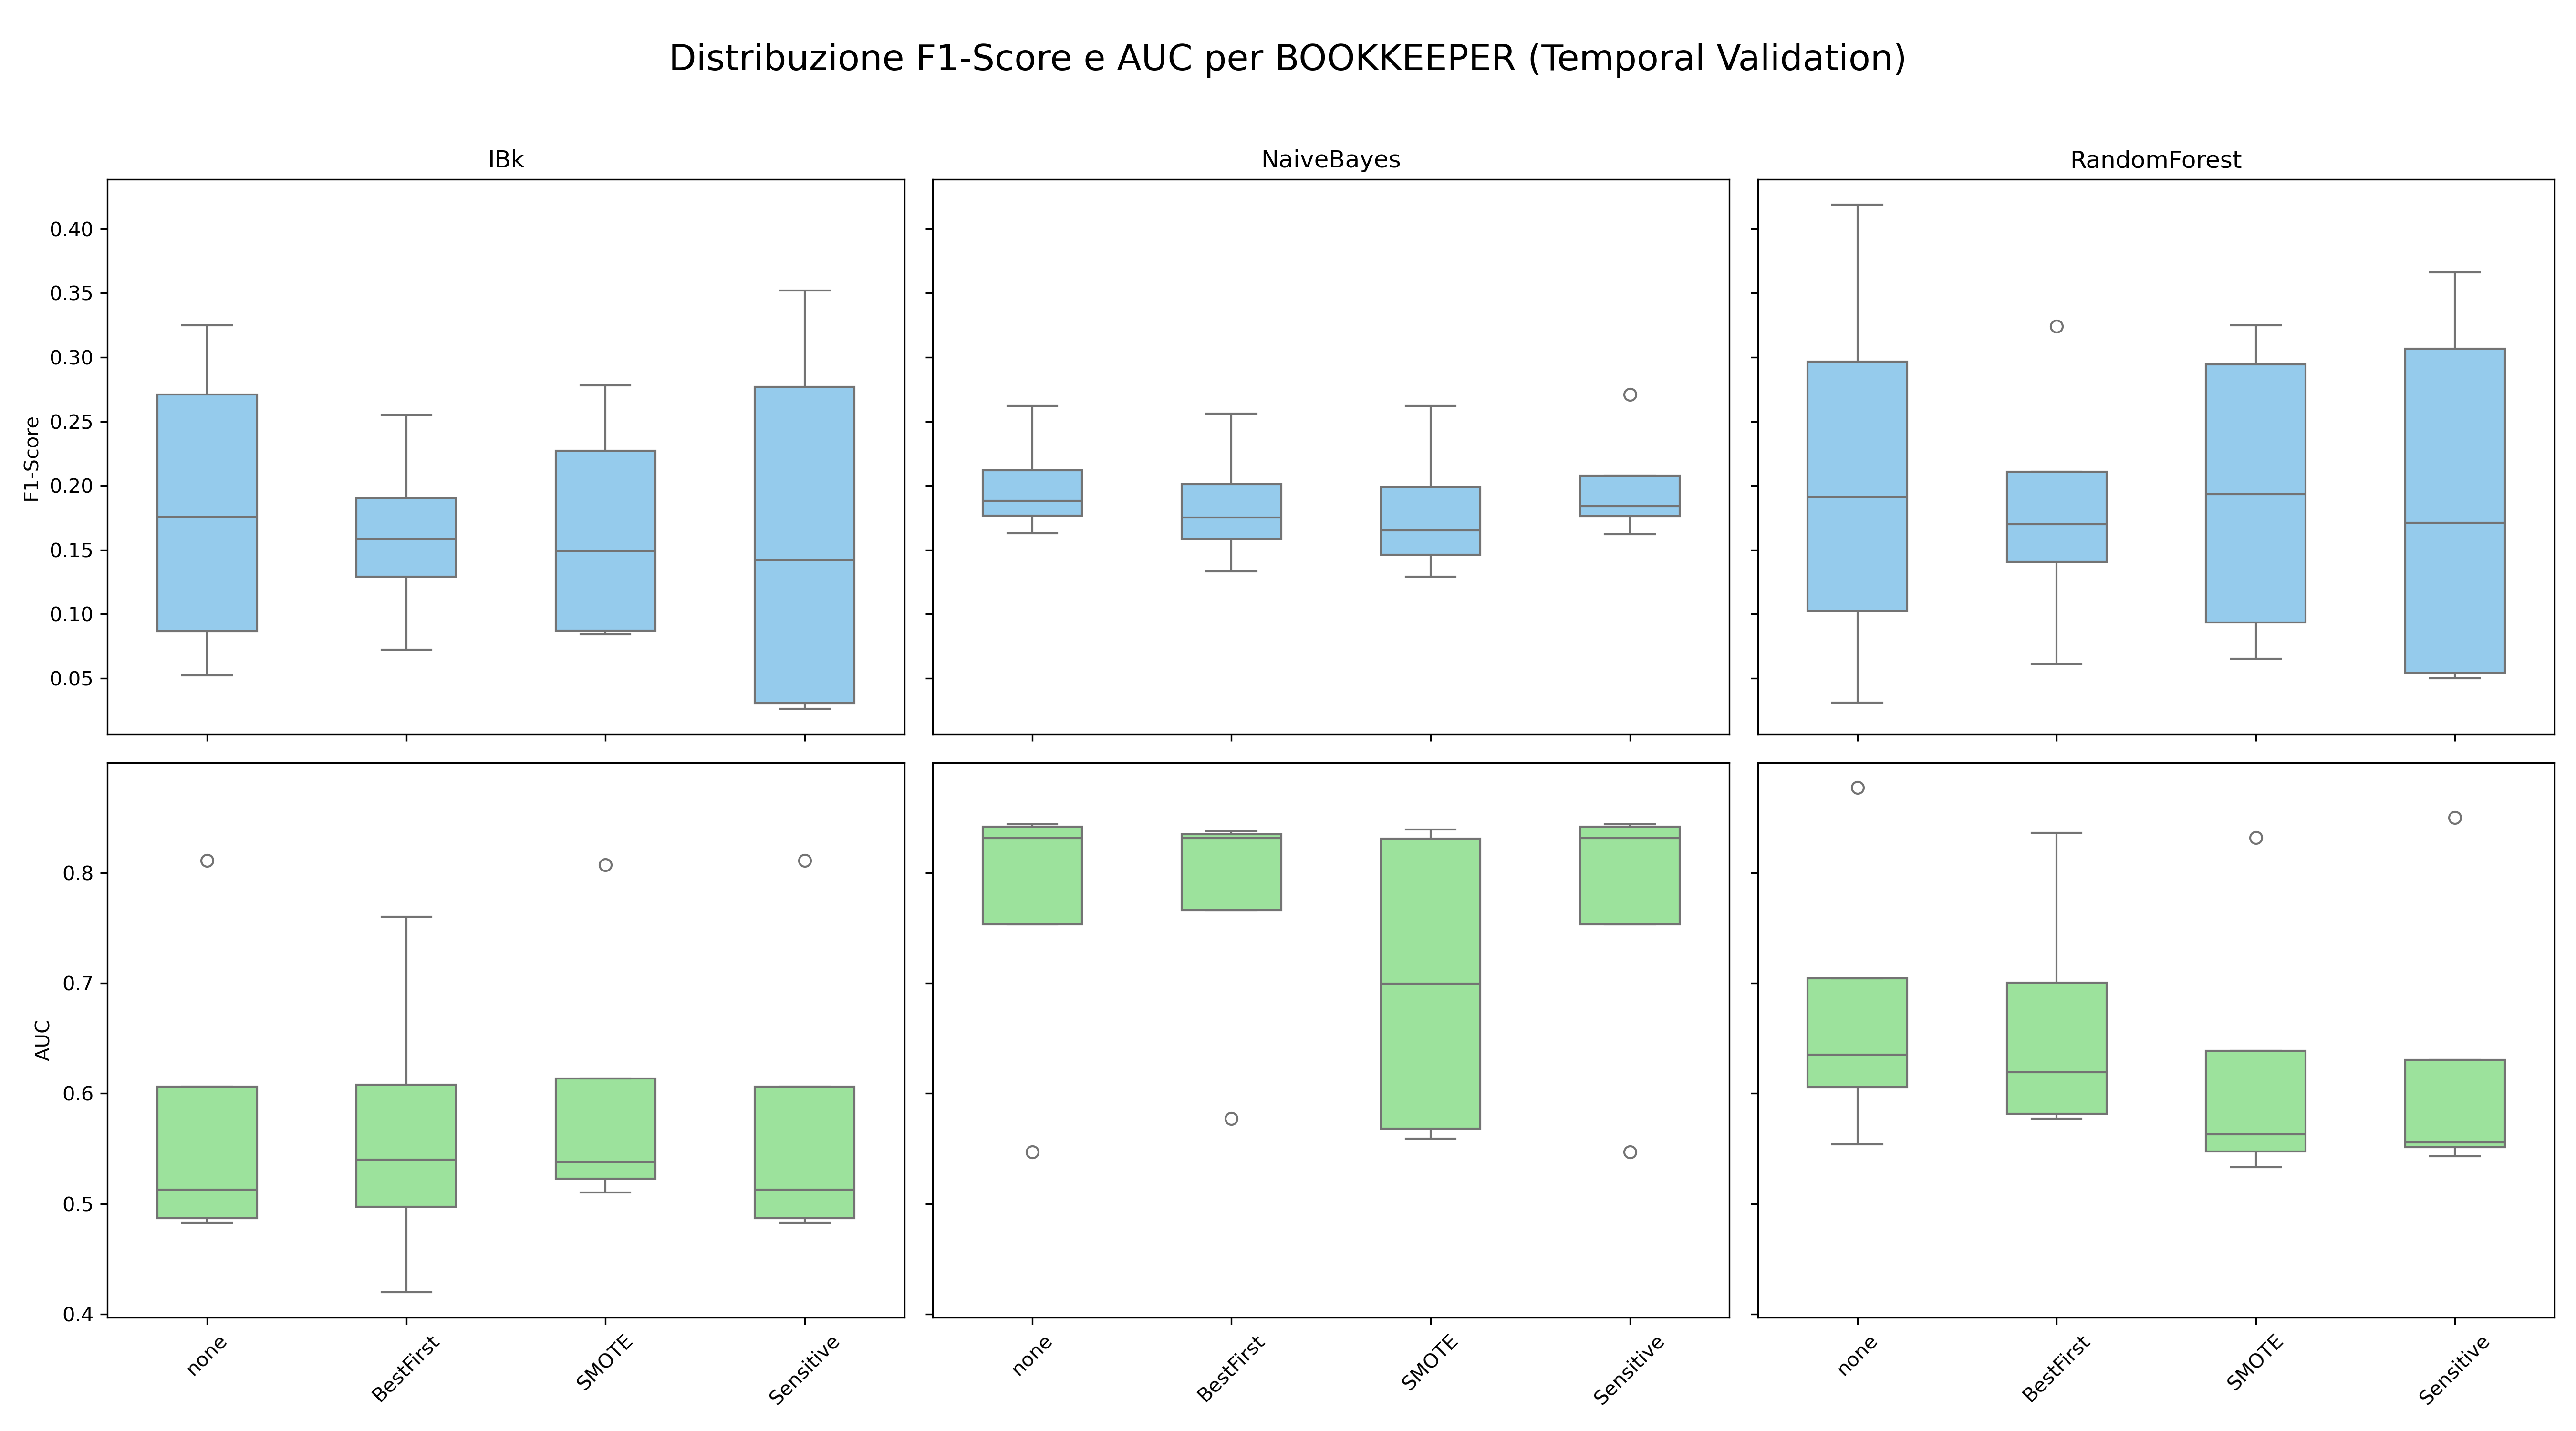 Distribuzione F1-Score e AUC per BOOKKEEPER (Temporal Validation)
IBk
NaiveBayes
RandomForest
F1-Score
0.40
0.35
0.30
0.25
0.20
0.15
0.10
0.05
AUC
0.8
0.7
0.6
0.5
0.4
none
BestFirst
SMOTE
Sensitive
none
BestFirst
SMOTE
Sensitive
none
BestFirst
SMOTE
Sensitive